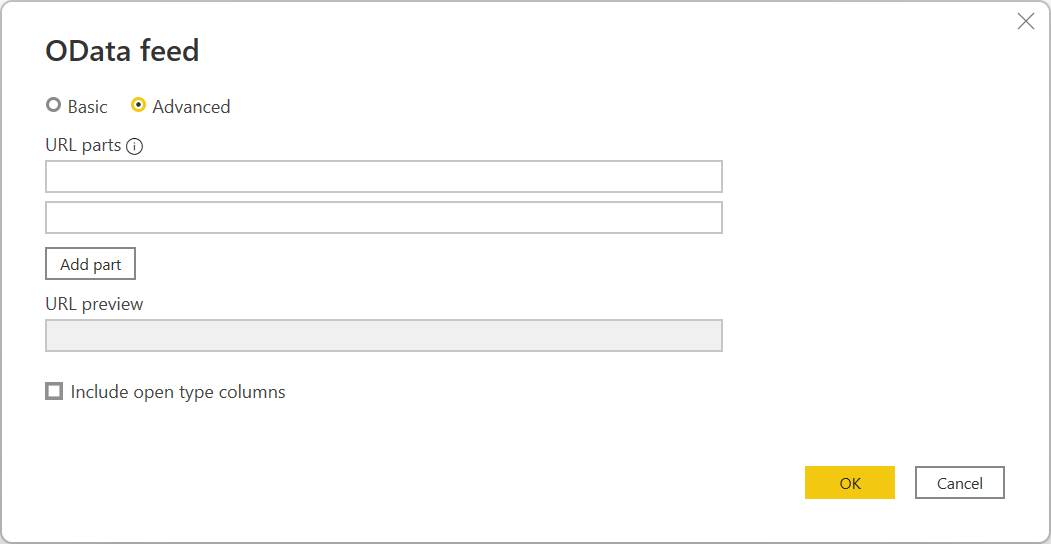 OData feed
Basic Advanced
URL parts
Add part
URL preview
Include open type columns
OK Cancel